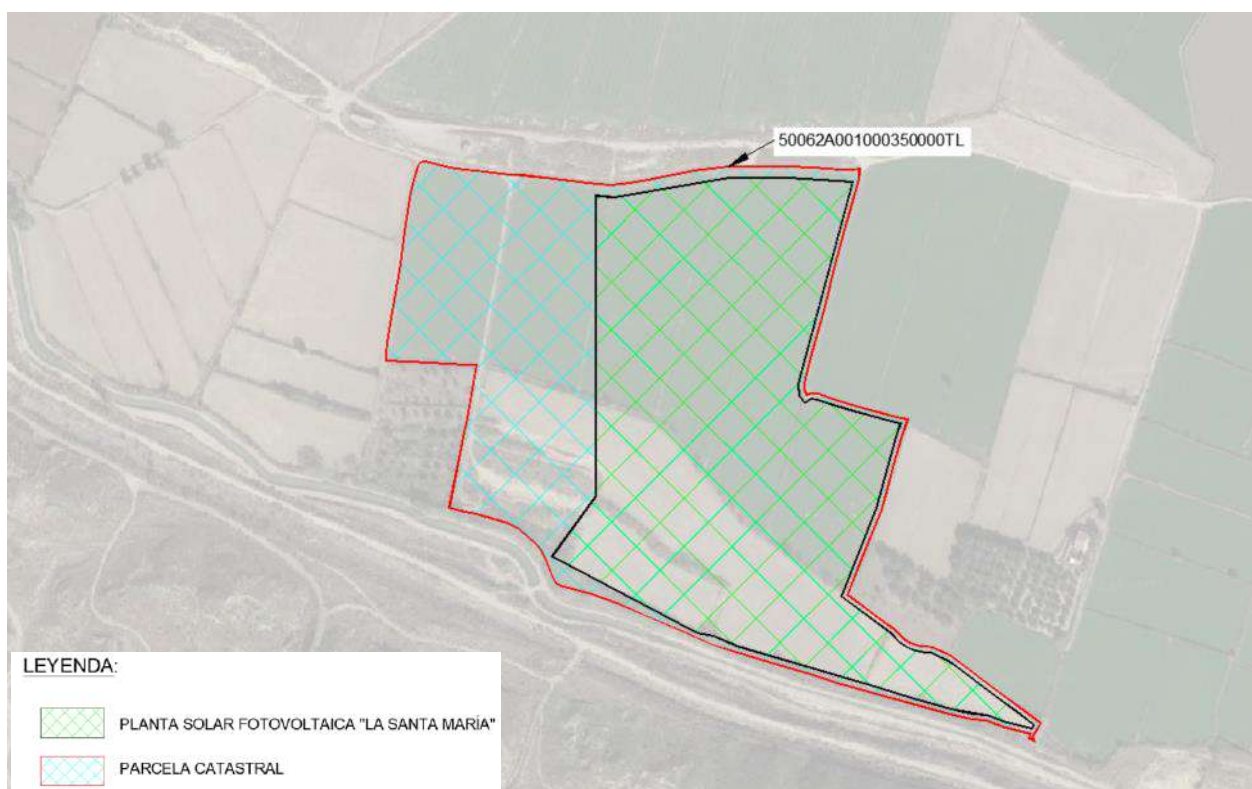 50062A001000350000TL
LEYENDA:
PLANTA SOLAR FOTOVOLTAICA "LA SANTA MARÍA"
PARCELA CATASTRAL